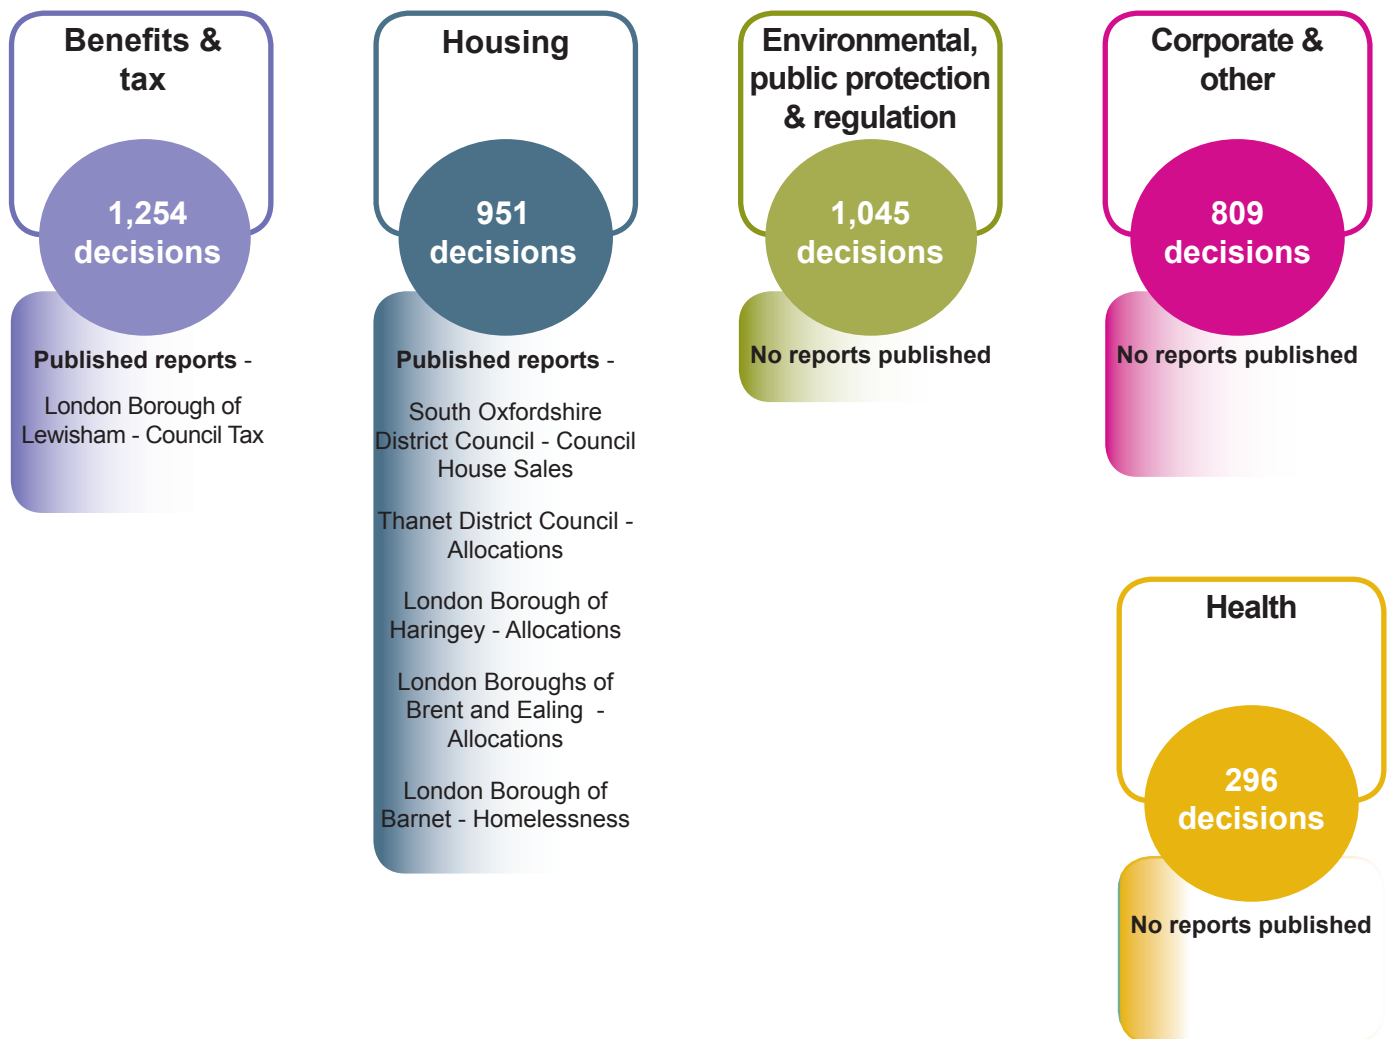 Benefits &
tax
1,254
decisions
Published reports -
London Borough of
Lewisham - Council Tax
Housing
951
decisions
Published reports -
South Oxfordshire
District Council - Council
House Sales
Thanet District Council -
Allocations
London Borough of
Haringey - Allocations
London Boroughs of
Brent and Ealing -
Allocations
London Borough of
Barnet - Homelessness
Environmental,
public protection
& regulation
1,045
decisions
No reports published
Corporate &
other
809
decisions
No reports published
Health
296
decisions
No reports published